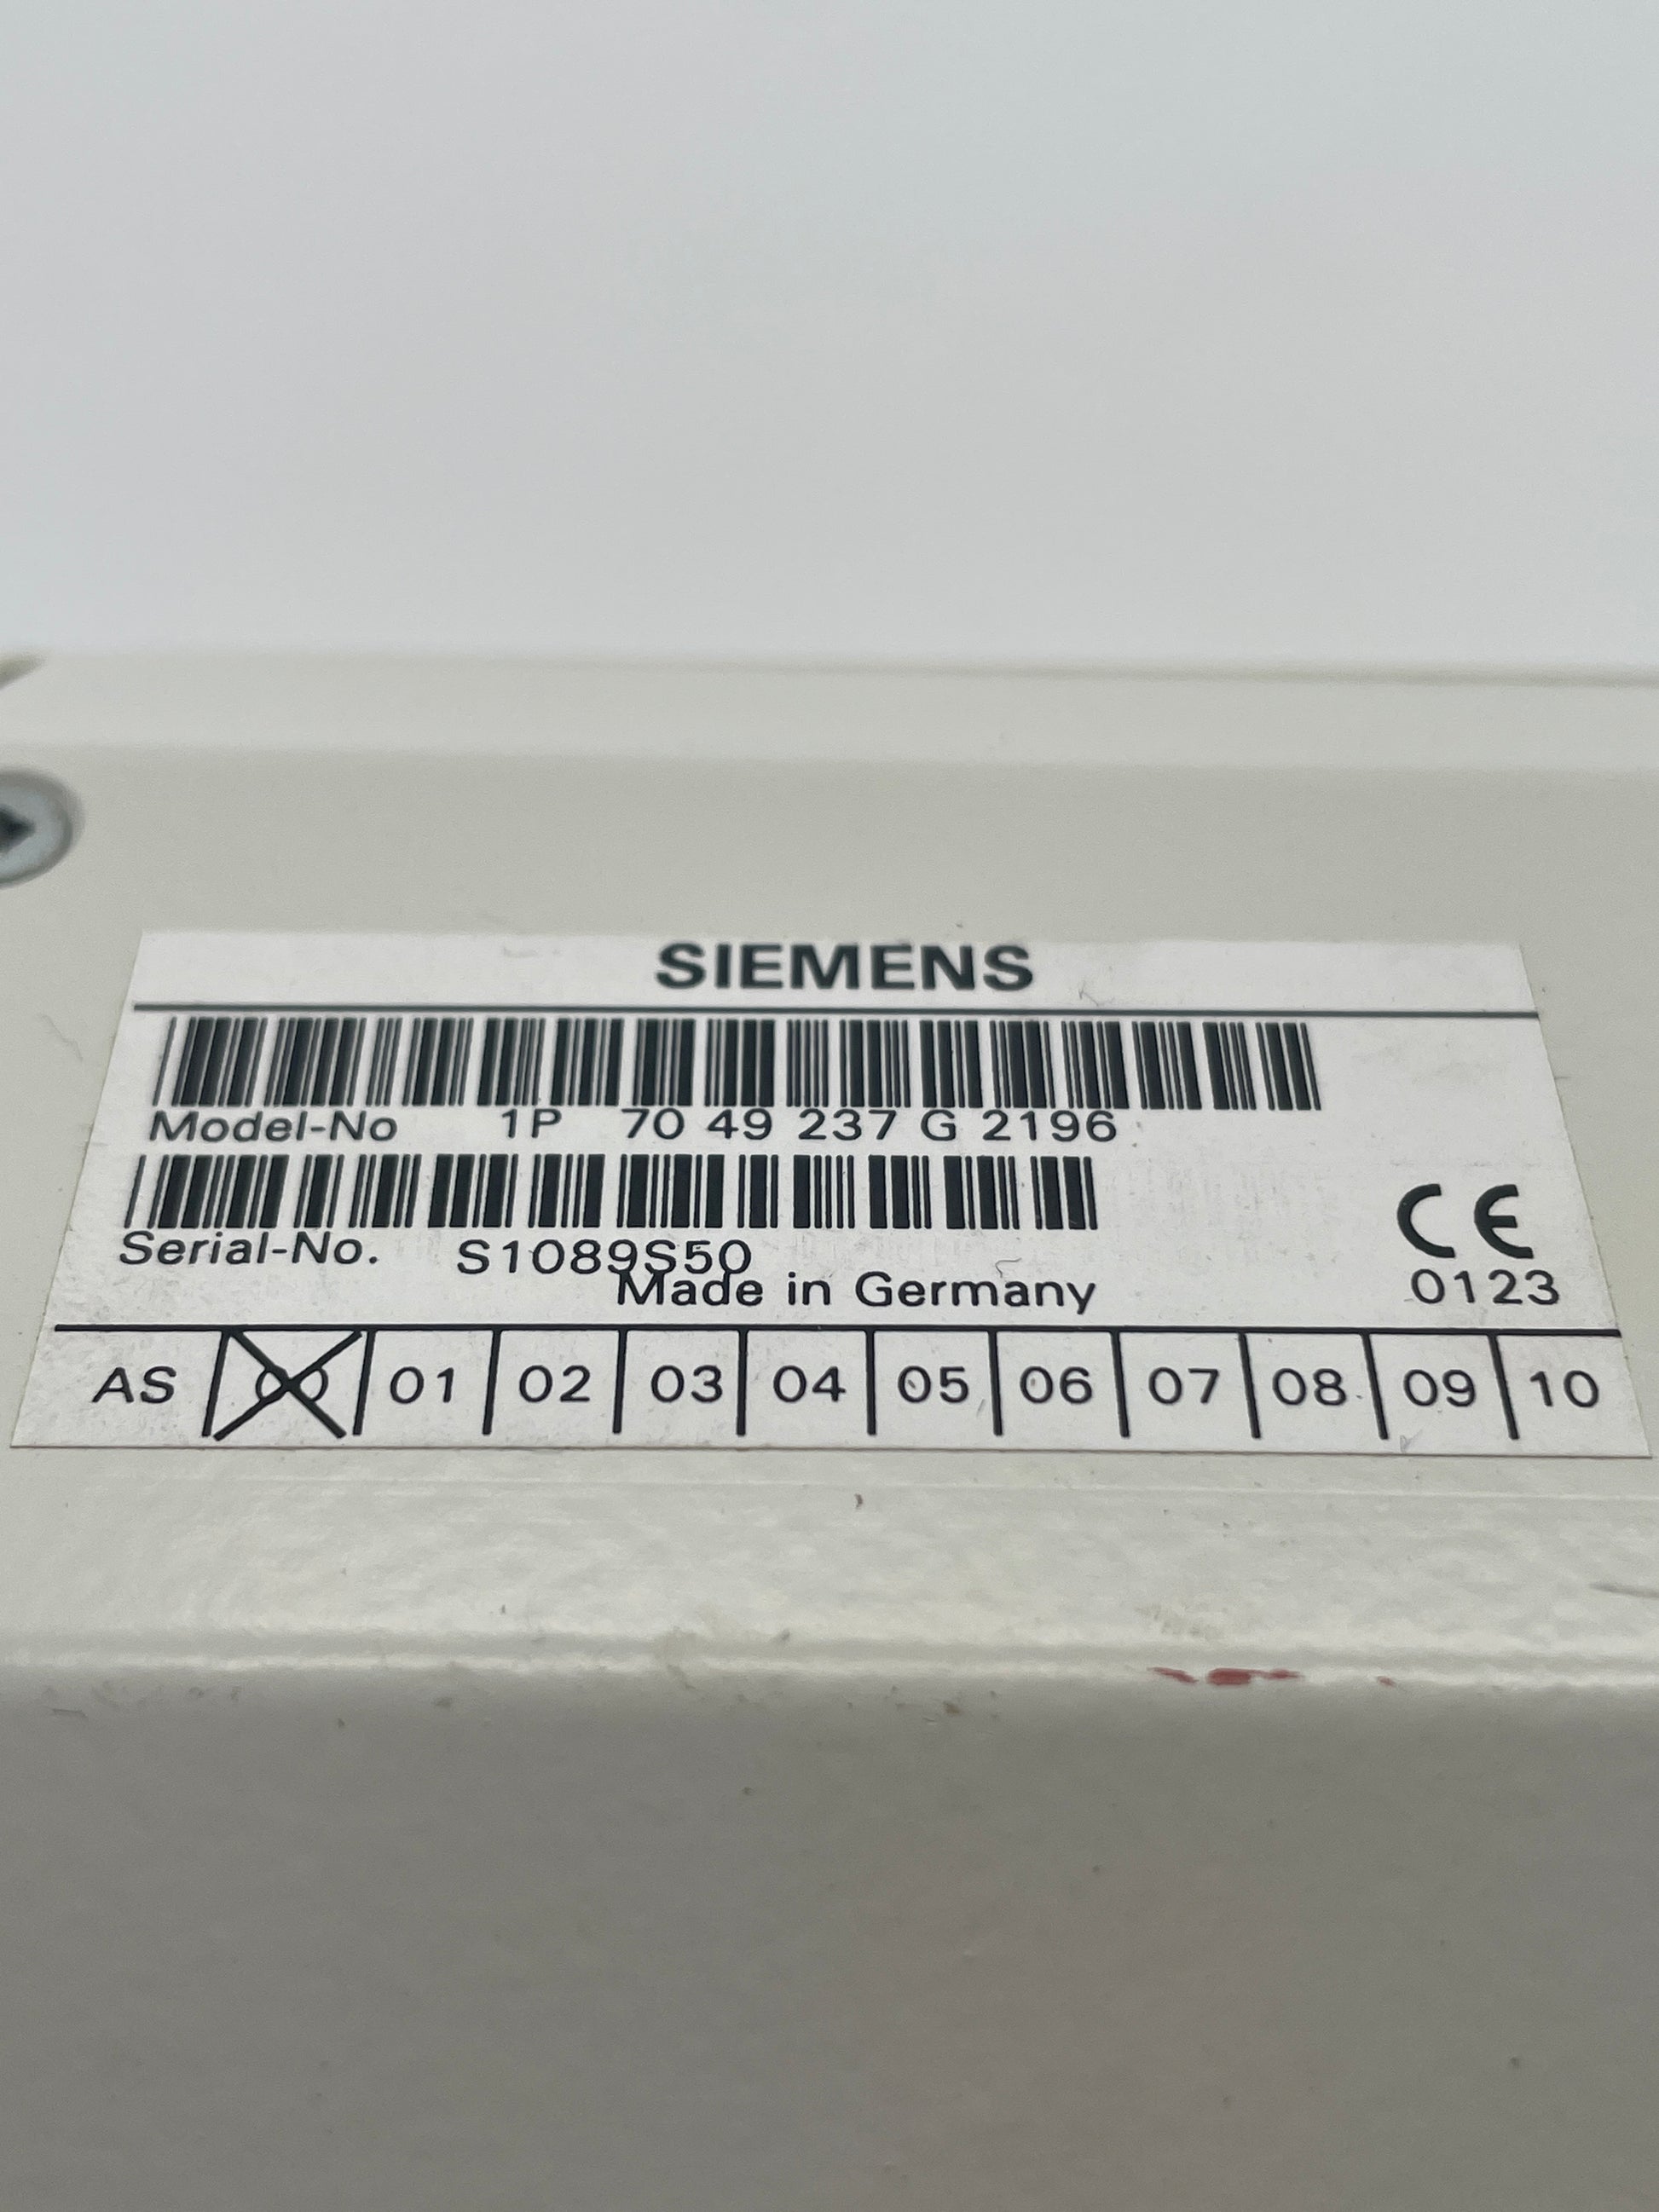 SIEMENS
Model-No 1P 70 49 237 G 2196
Serial-No. S1089S50
Made in Germany
CE
0123
AS 00 01 02 03 04 05 06 07 08 09 10